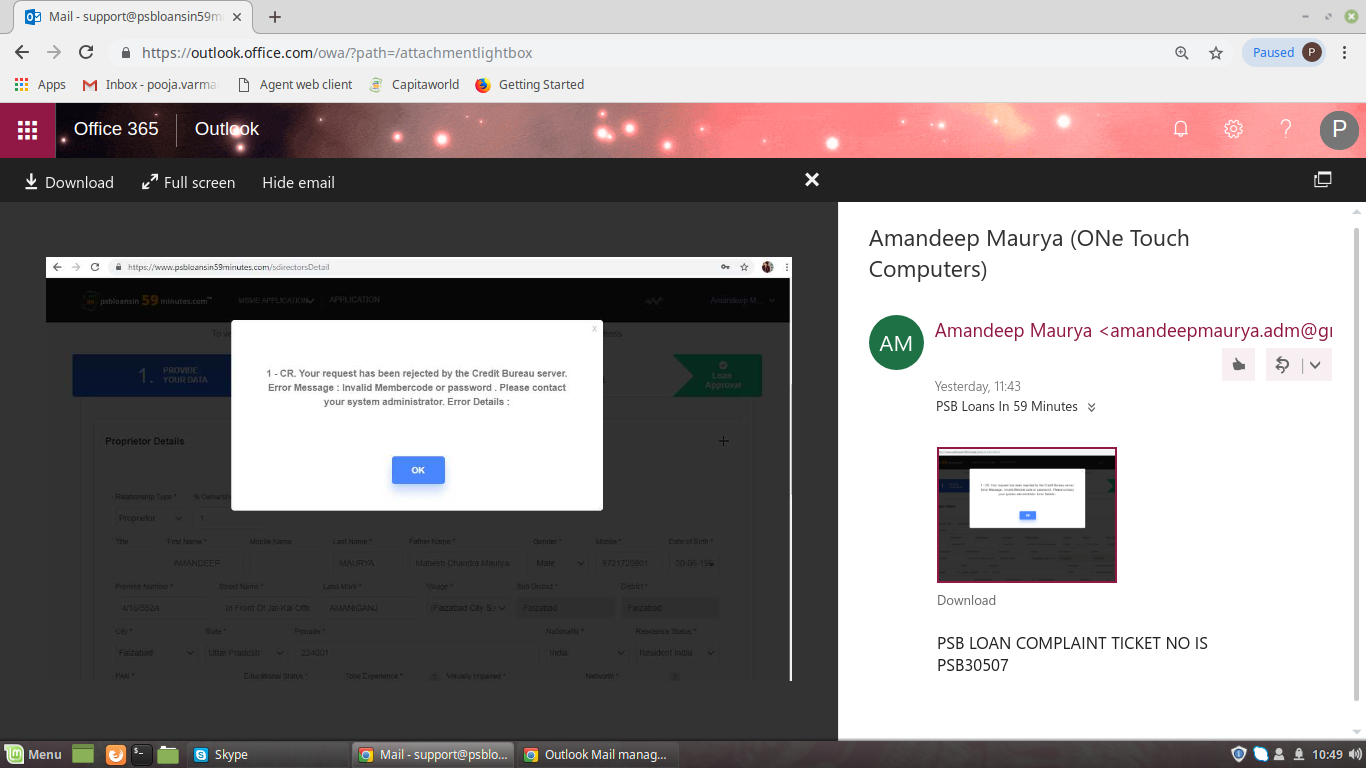 Mail - support@psbloansin59m
https://outlook.office.com/owa/?path=/attachmentlightbox
Paused
P
Apps
Inbox - pooja.varma
Agent web client
Capitaworld
Getting Started
Office 365
Outlook
P
Download
Full screen
Hide email
https://www.psbloansin59minutes.com/sdirectorsDetail
psbloansin 59 minutes.com
MSME APPLICATION
APPLICATION
Amandeep M...
1. PROVIDE
YOUR DATA
Loan
Approval
x
1 - CR. Your request has been rejected by the Credit Bureau server.
Error Message : Invalid Membercode or password . Please contact
your system administrator. Error Details :
OK
Proprietor Details
Relationship Type *
Proprietor
1
Title First Name * Middle Name Last Name * Father Name * Gender * Mobile * Date of Birth *
AMANDEEP MAURYA Mahesh Chandra Maurya Male
Premise Number * Street Name * Land Mark * Village * Sub District * District *
4/16/552A In Front Of Jal-Kal Offi AMANIGANJ (Faizabad City S Faizabad Faizabad
City * State * Pincode * Nationality * Residence Status *
Faizabad Uttar Pradesh 224001 India Resident India
PAN * Educational Status * Total Experience * Visually Impaired * Networth *
Amandeep Maurya (ONe Touch
Computers)
AM
Amandeep Maurya <amandeepmaurya.adm@gr
Yesterday, 11:43
PSB Loans In 59 Minutes
Download
PSB LOAN COMPLAINT TICKET NO IS
PSB30507
Menu
Skype
Mail - support@psblo...
Outlook Mail manag...
10:49